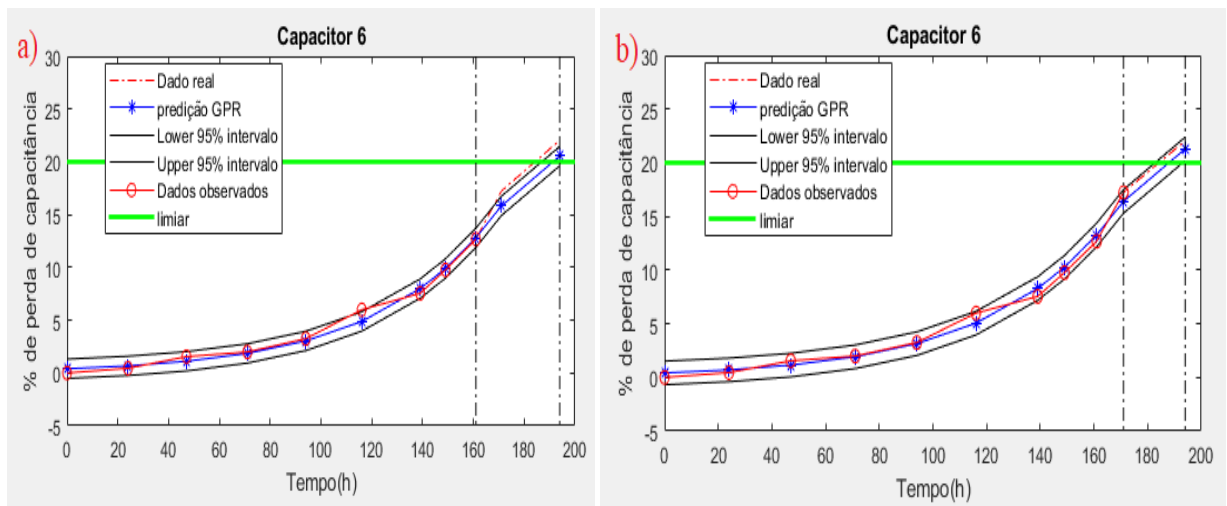 a)
Capacitor 6
% de perda de capacitância
30
25
20
15
10
5
0
-5
Dado real
predição GPR
Lower 95% intervalo
Upper 95% intervalo
Dados observados
limiar
0 20 40 60 80 100 120 140 160 180 200
Tempo(h)
b)
Capacitor 6
% de perda de capacitância
30
25
20
15
10
5
0
-5
Dado real
predição GPR
Lower 95% intervalo
Upper 95% intervalo
Dados observados
limiar
0 20 40 60 80 100 120 140 160 180 200
Tempo(h)